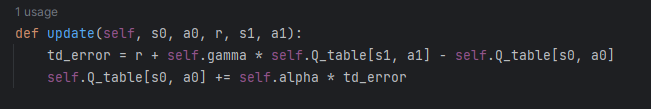 1 usage
def update(self, s0, a0, r, s1, a1):
    td_error = r + self.gamma * self.Q_table[s1, a1] - self.Q_table[s0, a0]
    self.Q_table[s0, a0] += self.alpha * td_error